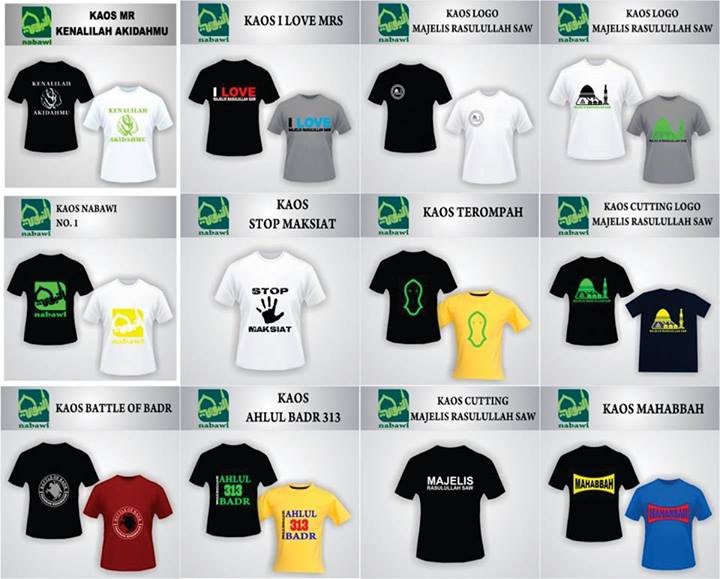 nabawi
KAOS MR
KENALILAH AKIDAHMU
KENALILAH
AKIDAHMU
KENALILAH
AKIDAHMU
nabawi
KAOS I LOVE MRS
I LOVE
MAJELIS RASULULLAH SAW
I LOVE
MAJELIS RASULULLAH SAW
nabawi
KAOS LOGO
MAJELIS RASULULLAH SAW
nabawi
KAOS LOGO
MAJELIS RASULULLAH SAW
MAJELIS RASULULLAH SAW
MAJELIS RASULULLAH SAW
nabawi
KAOS NABAWI
NO. 1
nabawi
nabawi
nabawi
KAOS
STOP MAKSIAT
STOP
MAKSIAT
nabawi
KAOS TEROMPAH
nabawi
KAOS CUTTING LOGO
MAJELIS RASULULLAH SAW
MAJELIS RASULULLAH SAW
MAJELIS RASULULLAH SAW
nabawi
KAOS BATTLE OF BADR
BATTLE OF BADR
BATTLE OF BADR
nabawi
KAOS
AHLUL BADR 313
AHLUL
313
BADR
AHLUL
313
BADR
nabawi
KAOS CUTTING
MAJELIS RASULULLAH SAW
MAJELIS
RASULULLAH SAW
nabawi
KAOS MAHABBAH
MAHABBAH
MAHABBAH